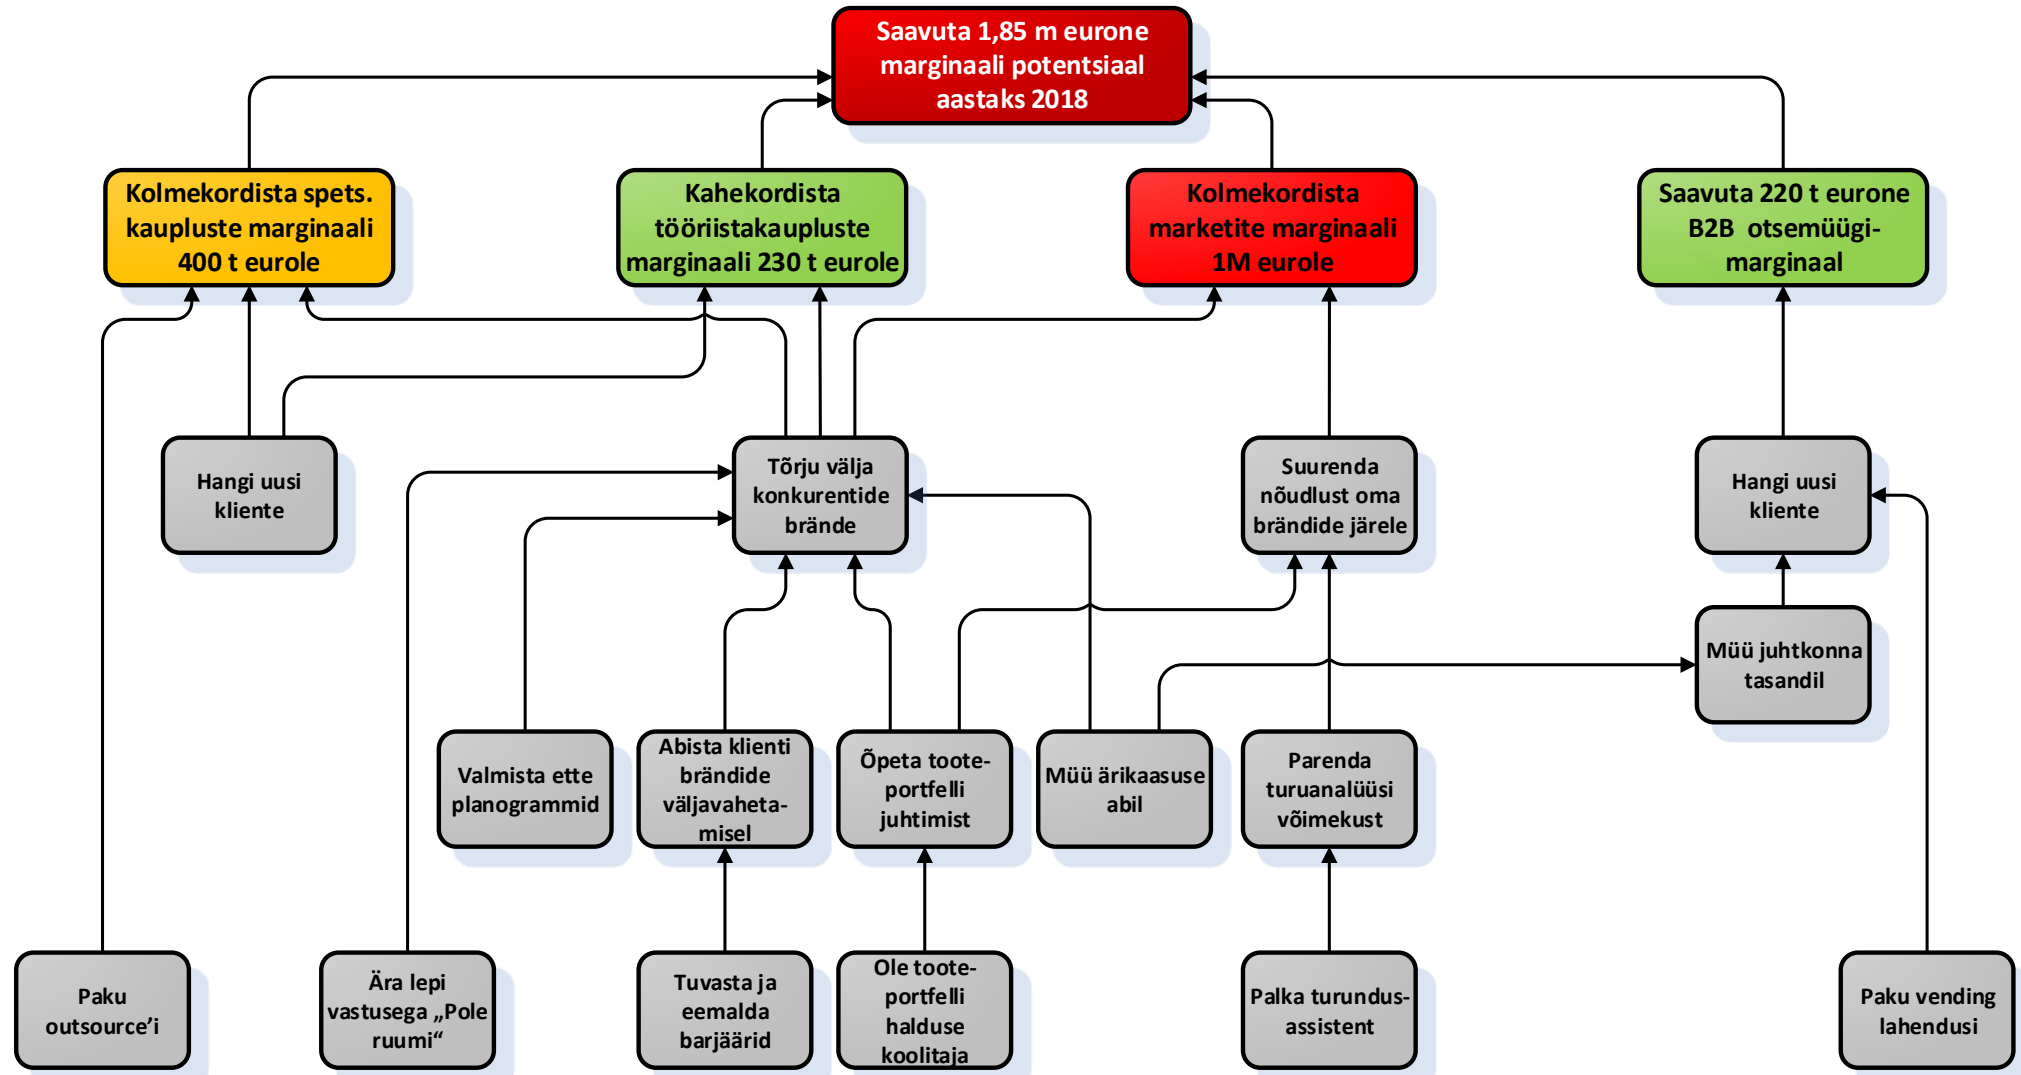 Saavuta 1,85 m eurone
marginaali potentsiaal
aastaks 2018
Kolmekordista spets.
kaupluste marginaali
400 t eurole
Kahekordista
tööriistakaupluste
marginaali 230 t eurole
Kolmekordista
marketite marginaali
1M eurole
Saavuta 220 t eurone
B2B otsemüügi-
marginaal
Hangi uusi
kliente
Tõrju välja
konkurentide
brände
Suurenda
nõudlust oma
brändide järele
Hangi uusi
kliente
Müü juhtkonna
tasandil
Valmista ette
planogrammid
Abista klienti
brändide
väljavaheta-
misel
Õpeta toote-
portfelli
juhtimist
Müü ärikaasuse
abil
Parenda
turuanalüüsi
võimekust
Paku
outsource’i
Ära lepi
vastusega „Pole
ruumi“
Tuvasta ja
eemalda
barjäärid
Ole toote-
portfelli
halduse
koolitaja
Palka turundus-
assistent
Paku vending
lahendusi